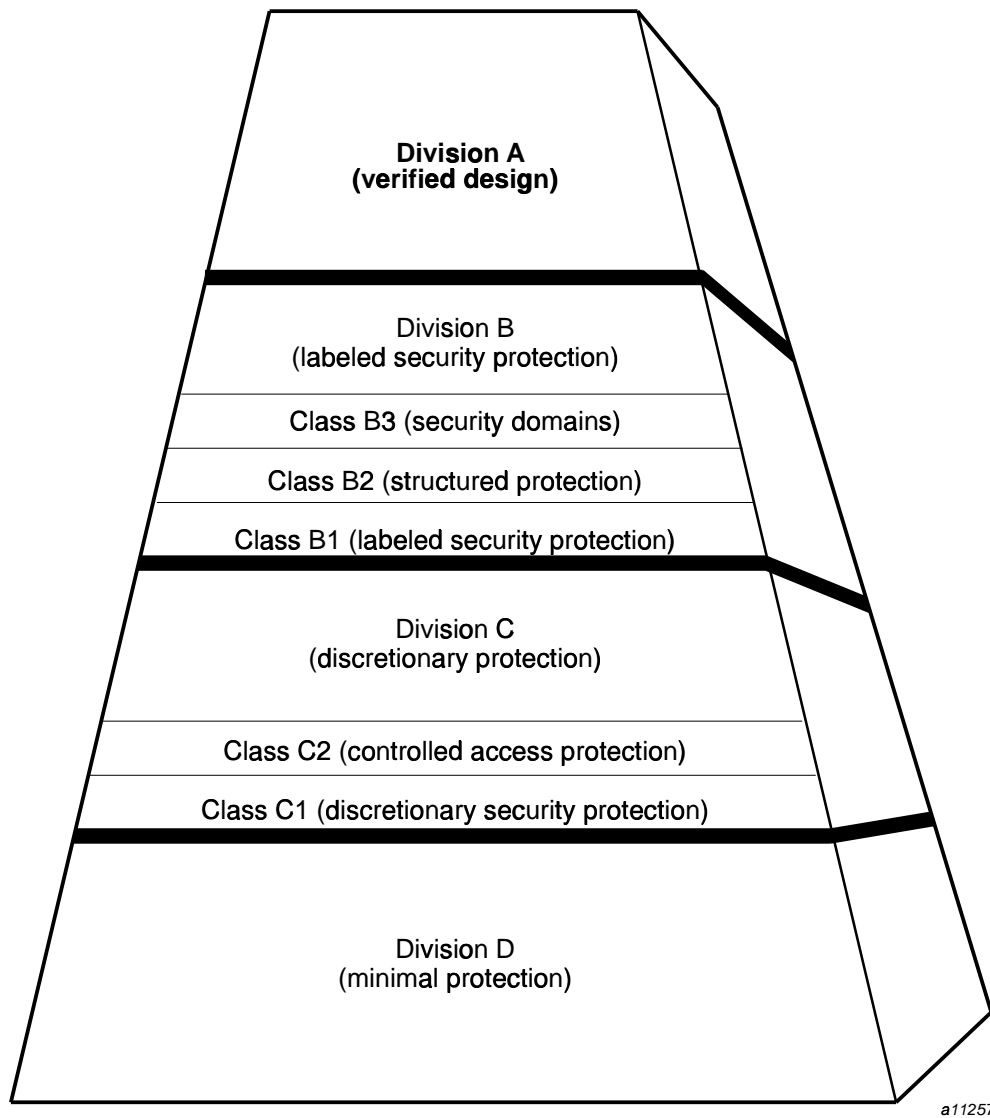 Division A
(verified design)
Division B
(labeled security protection)
Class B3 (security domains)
Class B2 (structured protection)
Class B1 (labeled security protection)
Division C
(discretionary protection)
Class C2 (controlled access protection)
Class C1 (discretionary security protection)
Division D
(minimal protection)
a11257